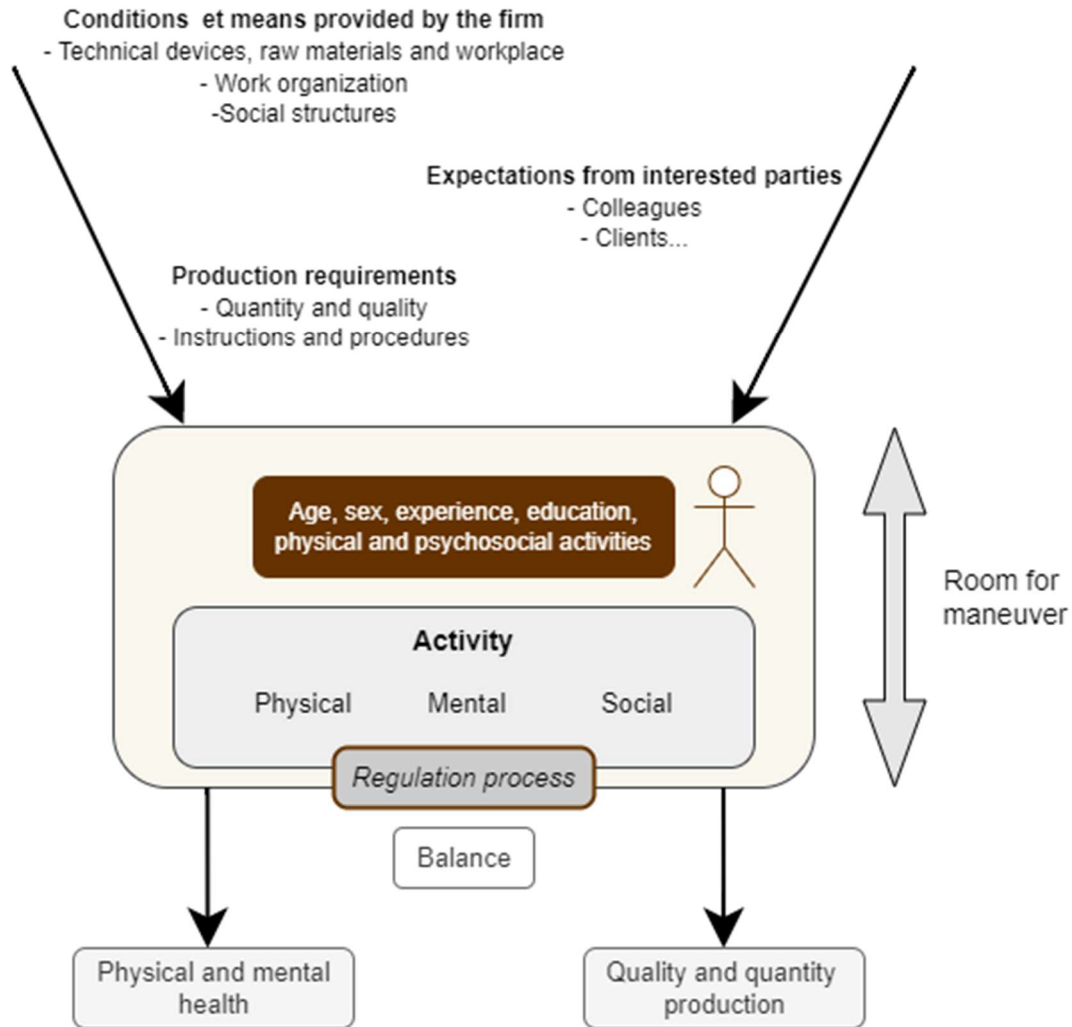 Conditions et means provided by the firm
- Technical devices, raw materials and workplace
- Work organization
-Social structures
Expectations from interested parties
- Colleagues
- Clients...
Production requirements
- Quantity and quality
- Instructions and procedures
Age, sex, experience, education,
physical and psychosocial activities
Room for
maneuver
Activity
Physical Mental Social
Regulation process
Balance
Physical and mental
health
Quality and quantity
production